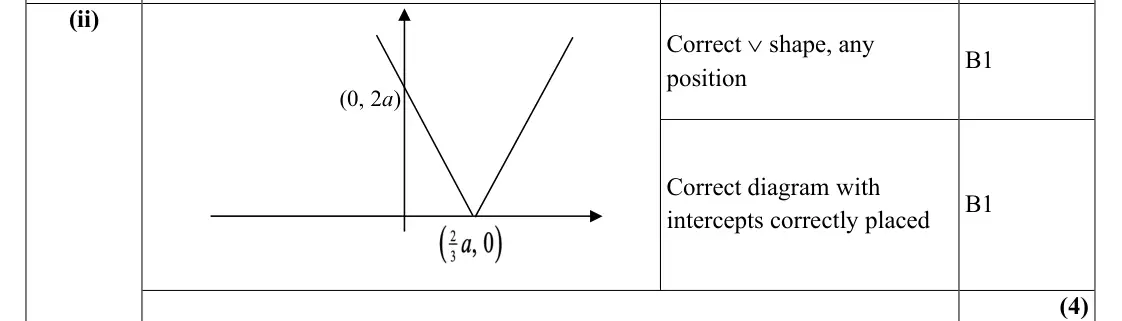 (ii)
Correct ∨ shape, any
position
B1
(0, 2a)
Correct diagram with
intercepts correctly placed
B1
(2/3 a, 0)
(4)